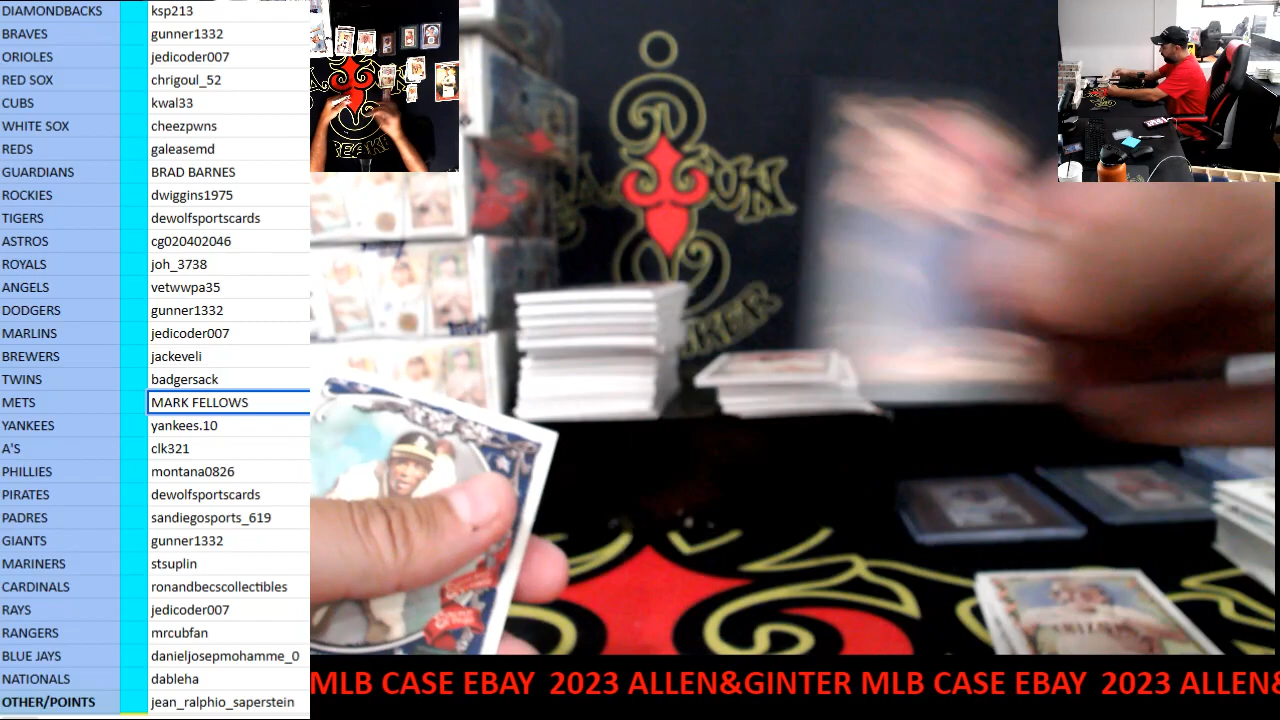 DIAMONDBACKS ksp213
BRAVES gunner1332
ORIOLES jedicoder007
RED SOX chrigoul_52
CUBS kwal33
WHITE SOX cheezpwns
REDS galeasemd
GUARDIANS BRAD BARNES
ROCKIES dwiggins1975
TIGERS dewolfsportscards
ASTROS cg020402046
ROYALS joh_3738
ANGELS vetwwpa35
DODGERS gunner1332
MARLINS jedicoder007
BREWERS jackeveli
TWINS badgersack
METS MARK FELLOWS
YANKEES yankees.10
A'S clk321
PHILLIES montana0826
PIRATES dewolfsportscards
PADRES sandiegosports_619
GIANTS gunner1332
MARINERS stsuplin
CARDINALS ronandbecscollectibles
RAYS jedicoder007
RANGERS mrcubfan
BLUE JAYS danieljosepmohamme_0
NATIONALS dableha
OTHER/POINTS jean_ralphio_saperstein
MLB CASE EBAY 2023 ALLEN&GINTER MLB CASE EBAY 2023 ALLEN&